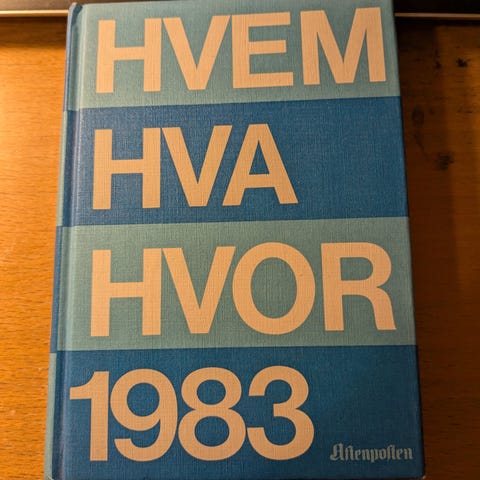 HVEM
HVA
HVOR
1983
Aftenposten